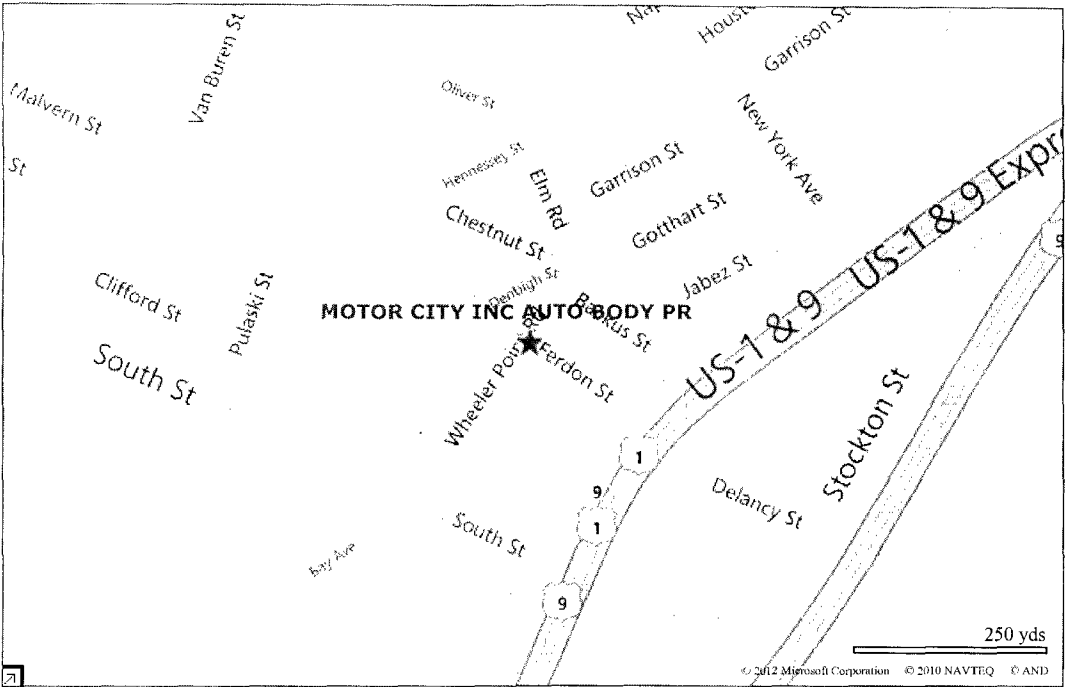 Houst
Garrison St
Van Buren St
Malvern St
Oliver St
New York Ave
St
Hennessey St
Garrison St
Elm Rd
Gotthart St
Chestnut St
US-1 & 9 Expr
9
Jabez St
Denbigh St
Clifford St
Pulaski St
MOTOR CITY INC AUTO BODY PR
Backus St
US-1 & 9
South St
Ferdon St
Wheeler Point Rd
Stockton St
1
9
1
Delancy St
South St
Bay Ave
9
250 yds
© 2012 Microsoft Corporation © 2010 NAVTEQ © AND